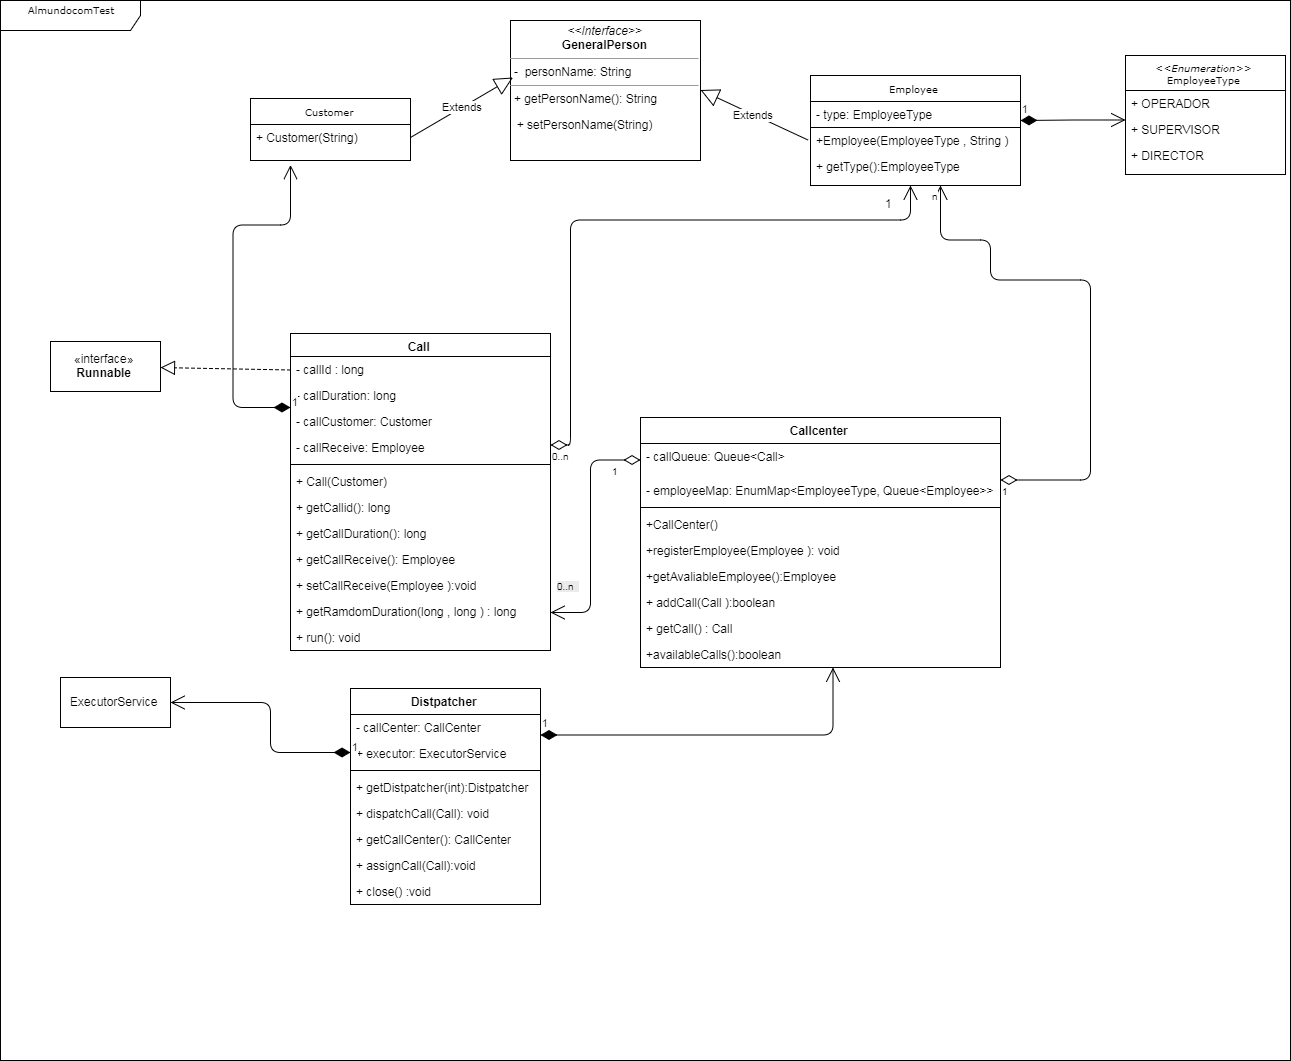 AlmundocomTest
<<Interface>>
GeneralPerson
- personName: String
+ getPersonName(): String
+ setPersonName(String)
Customer
+ Customer(String)
Extends
Extends
Employee
- type: EmployeeType
+Employee(EmployeeType , String )
+ getType():EmployeeType
1
<<Enumeration>>
EmployeeType
+ OPERADOR
+ SUPERVISOR
+ DIRECTOR
1
n
«interface»
Runnable
Call
- callId : long
- callDuration: long
- callCustomer: Customer
- callReceive: Employee
+ Call(Customer)
+ getCallid(): long
+ getCallDuration(): long
+ getCallReceive(): Employee
+ setCallReceive(Employee ):void
+ getRamdomDuration(long , long ) : long
+ run(): void
1
0..n
1
0..n
Callcenter
- callQueue: Queue<Call>
- employeeMap: EnumMap<EmployeeType, Queue<Employee>>
+CallCenter()
+registerEmployee(Employee ): void
+getAvaliableEmployee():Employee
+ addCall(Call ):boolean
+ getCall() : Call
+availableCalls():boolean
1
ExecutorService
Distpatcher
- callCenter: CallCenter
+ executor: ExecutorService
+ getDistpatcher(int):Distpatcher
+ dispatchCall(Call): void
+ getCallCenter(): CallCenter
+ assignCall(Call):void
+ close() :void
1
1